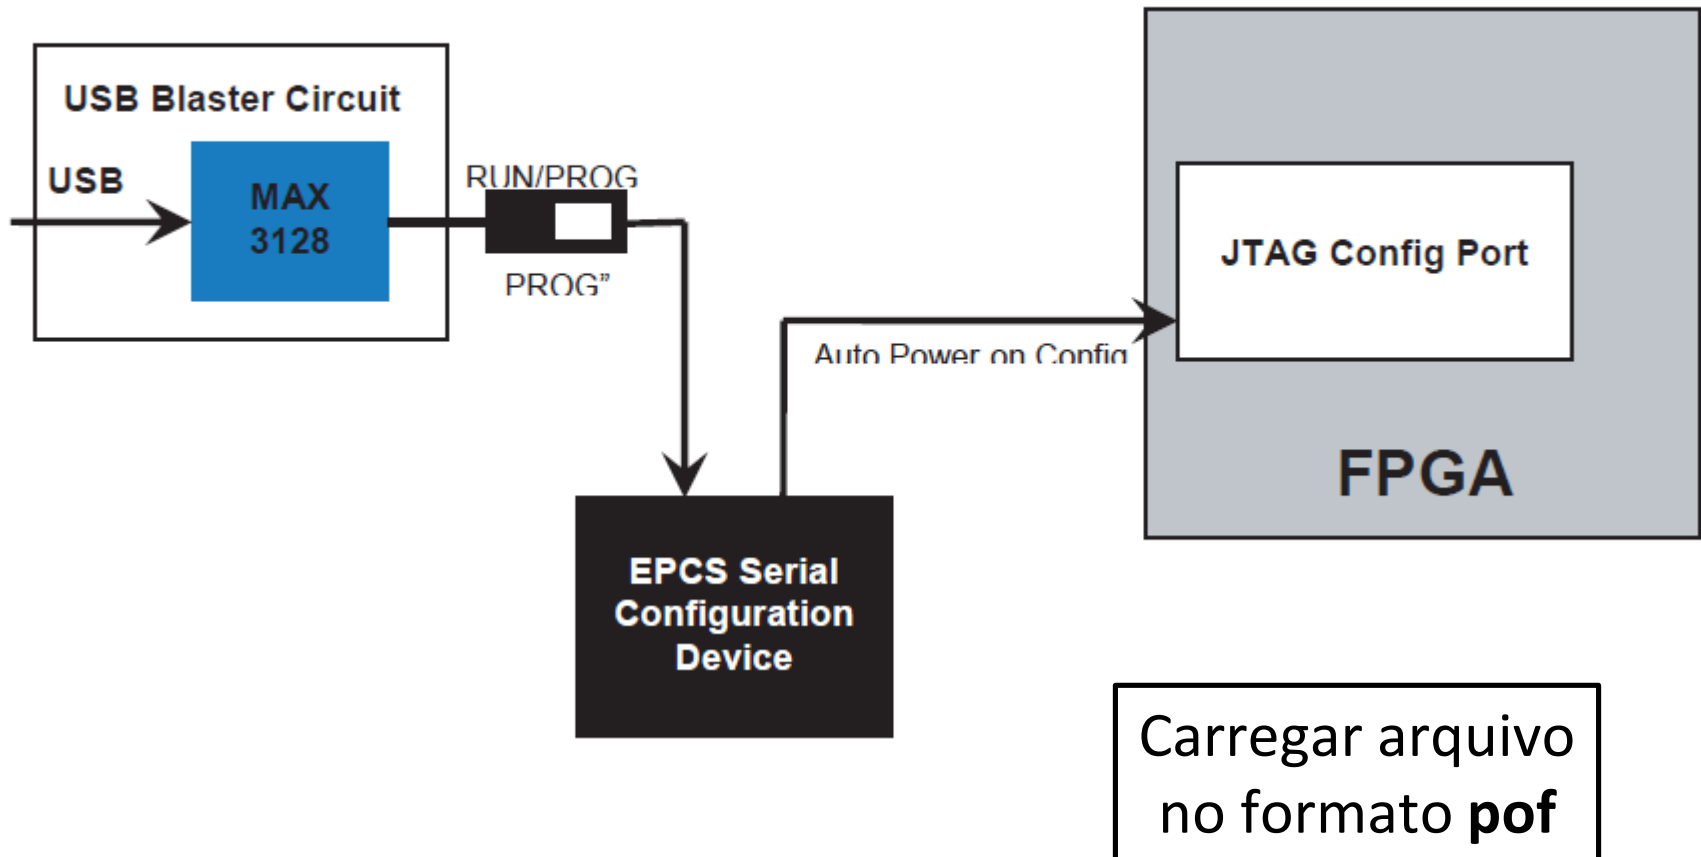 USB Blaster Circuit
USB
MAX
3128
RUN/PROG
PROG”
JTAG Config Port
Auto Power on Config
FPGA
EPCS Serial
Configuration
Device
Carregar arquivo
no formato pof